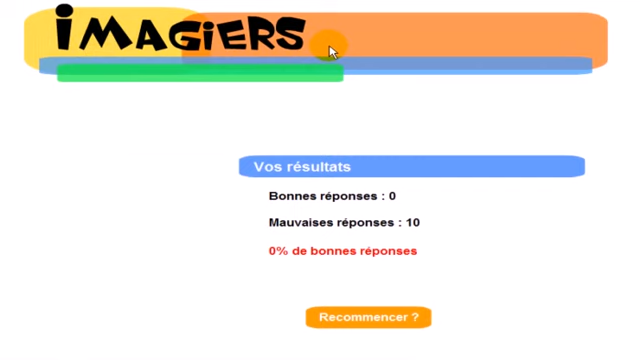 iMAGiERS
Vos résultats
Bonnes réponses : 0
Mauvaises réponses : 10
0% de bonnes réponses
Recommencer ?